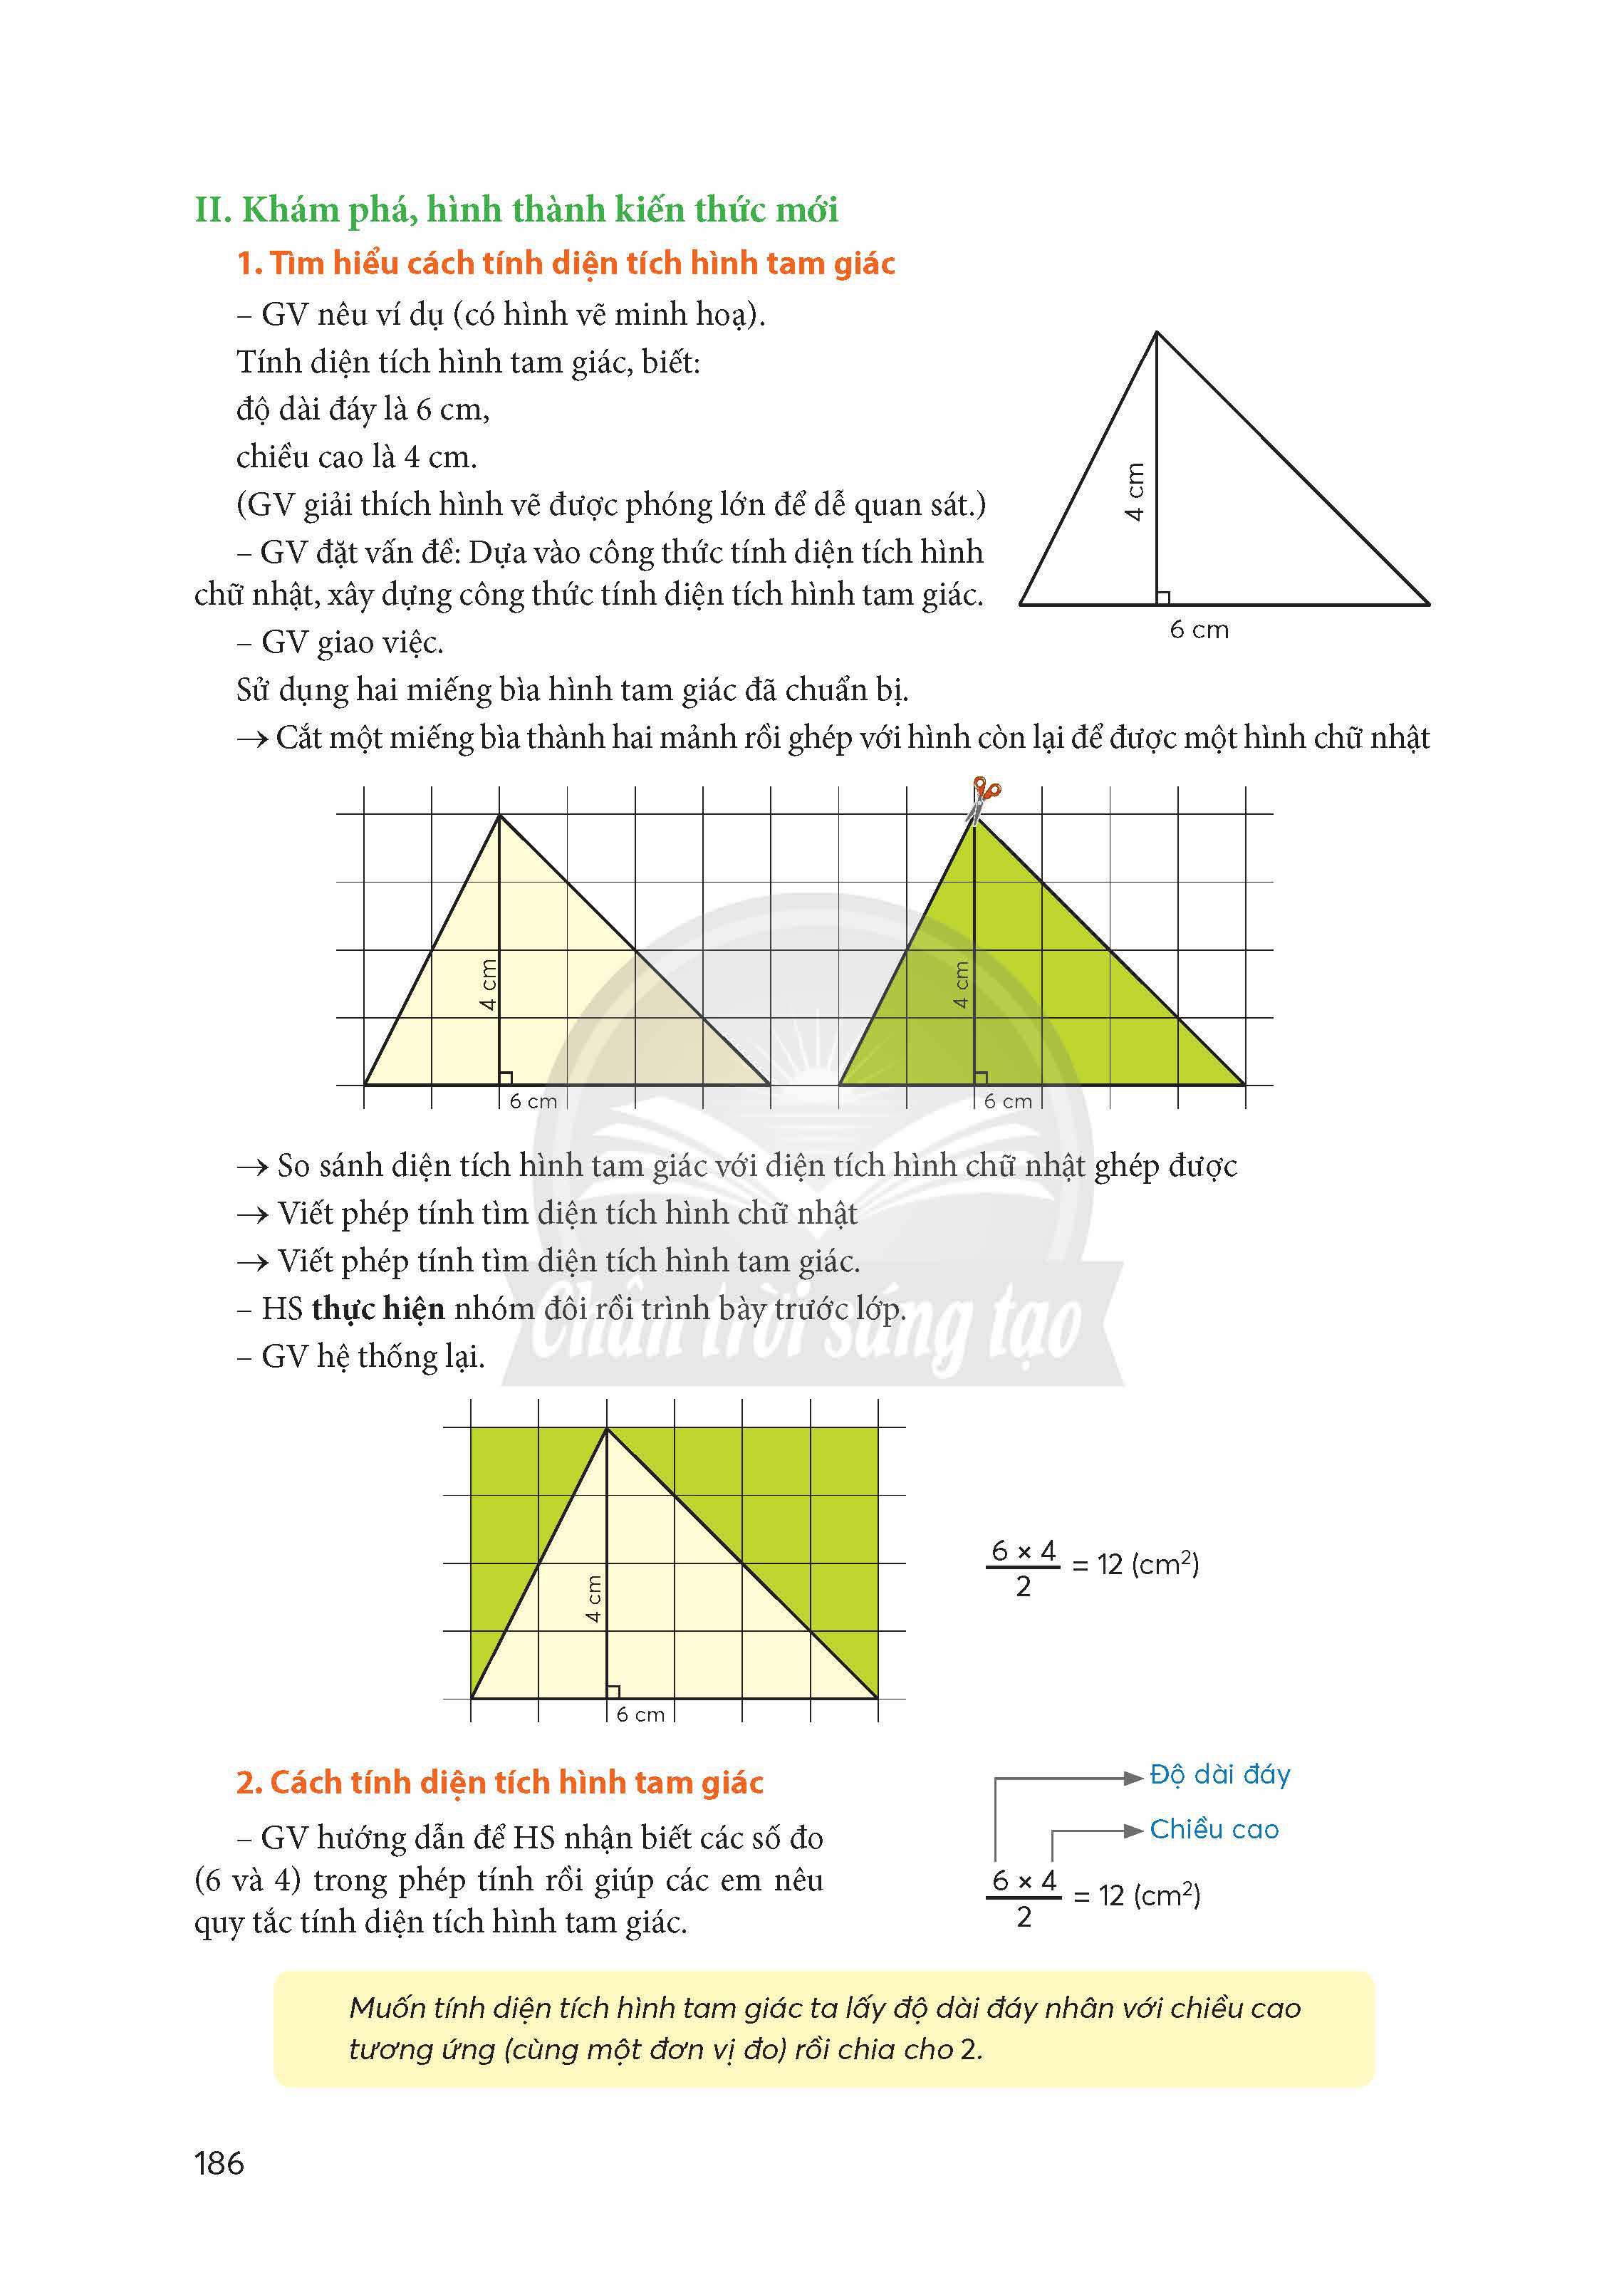 II. Khám phá, hình thành kiến thức mới
1. Tìm hiểu cách tính diện tích hình tam giác
– GV nêu ví dụ (có hình vẽ minh hoạ).
Tính diện tích hình tam giác, biết:
độ dài đáy là 6 cm,
chiều cao là 4 cm.
(GV giải thích hình vẽ được phóng lớn để dễ quan sát.)
– GV đặt vấn đề: Dựa vào công thức tính diện tích hình
chữ nhật, xây dựng công thức tính diện tích hình tam giác.
4 cm
6 cm
– GV giao việc.
Sử dụng hai miếng bìa hình tam giác đã chuẩn bị.
→ Cắt một miếng bìa thành hai mảnh rồi ghép với hình còn lại để được một hình chữ nhật
4 cm
6 cm
4 cm
6 cm
→ So sánh diện tích hình tam giác với diện tích hình chữ nhật ghép được
→ Viết phép tính tìm diện tích hình chữ nhật
→ Viết phép tính tìm diện tích hình tam giác.
– HS thực hiện nhóm đôi rồi trình bày trước lớp.
Chân trời sáng tạo
– GV hệ thống lại.
4 cm
6 cm
6 × 4
2
= 12 (cm²)
2. Cách tính diện tích hình tam giác
– GV hướng dẫn để HS nhận biết các số đo
(6 và 4) trong phép tính rồi giúp các em nêu
quy tắc tính diện tích hình tam giác.
Độ dài đáy
Chiều cao
6 × 4
2
= 12 (cm²)
Muốn tính diện tích hình tam giác ta lấy độ dài đáy nhân với chiều cao
tương ứng (cùng một đơn vị đo) rồi chia cho 2.
186